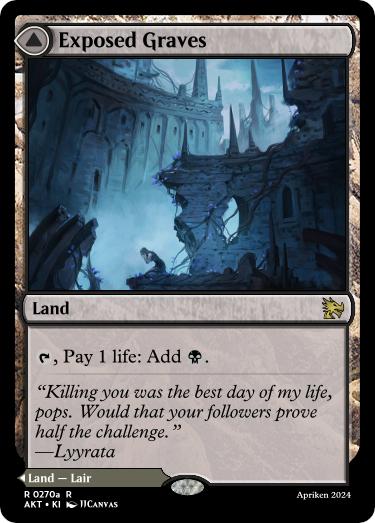 Exposed Graves
Land
, Pay 1 life: Add .
“Killing you was the best day of my life,
pops. Would that your followers prove
half the challenge.”
—Lyyrata
Land — Lair
R 0270a R
AKT • KI JJCANVAS
Apriken 2024